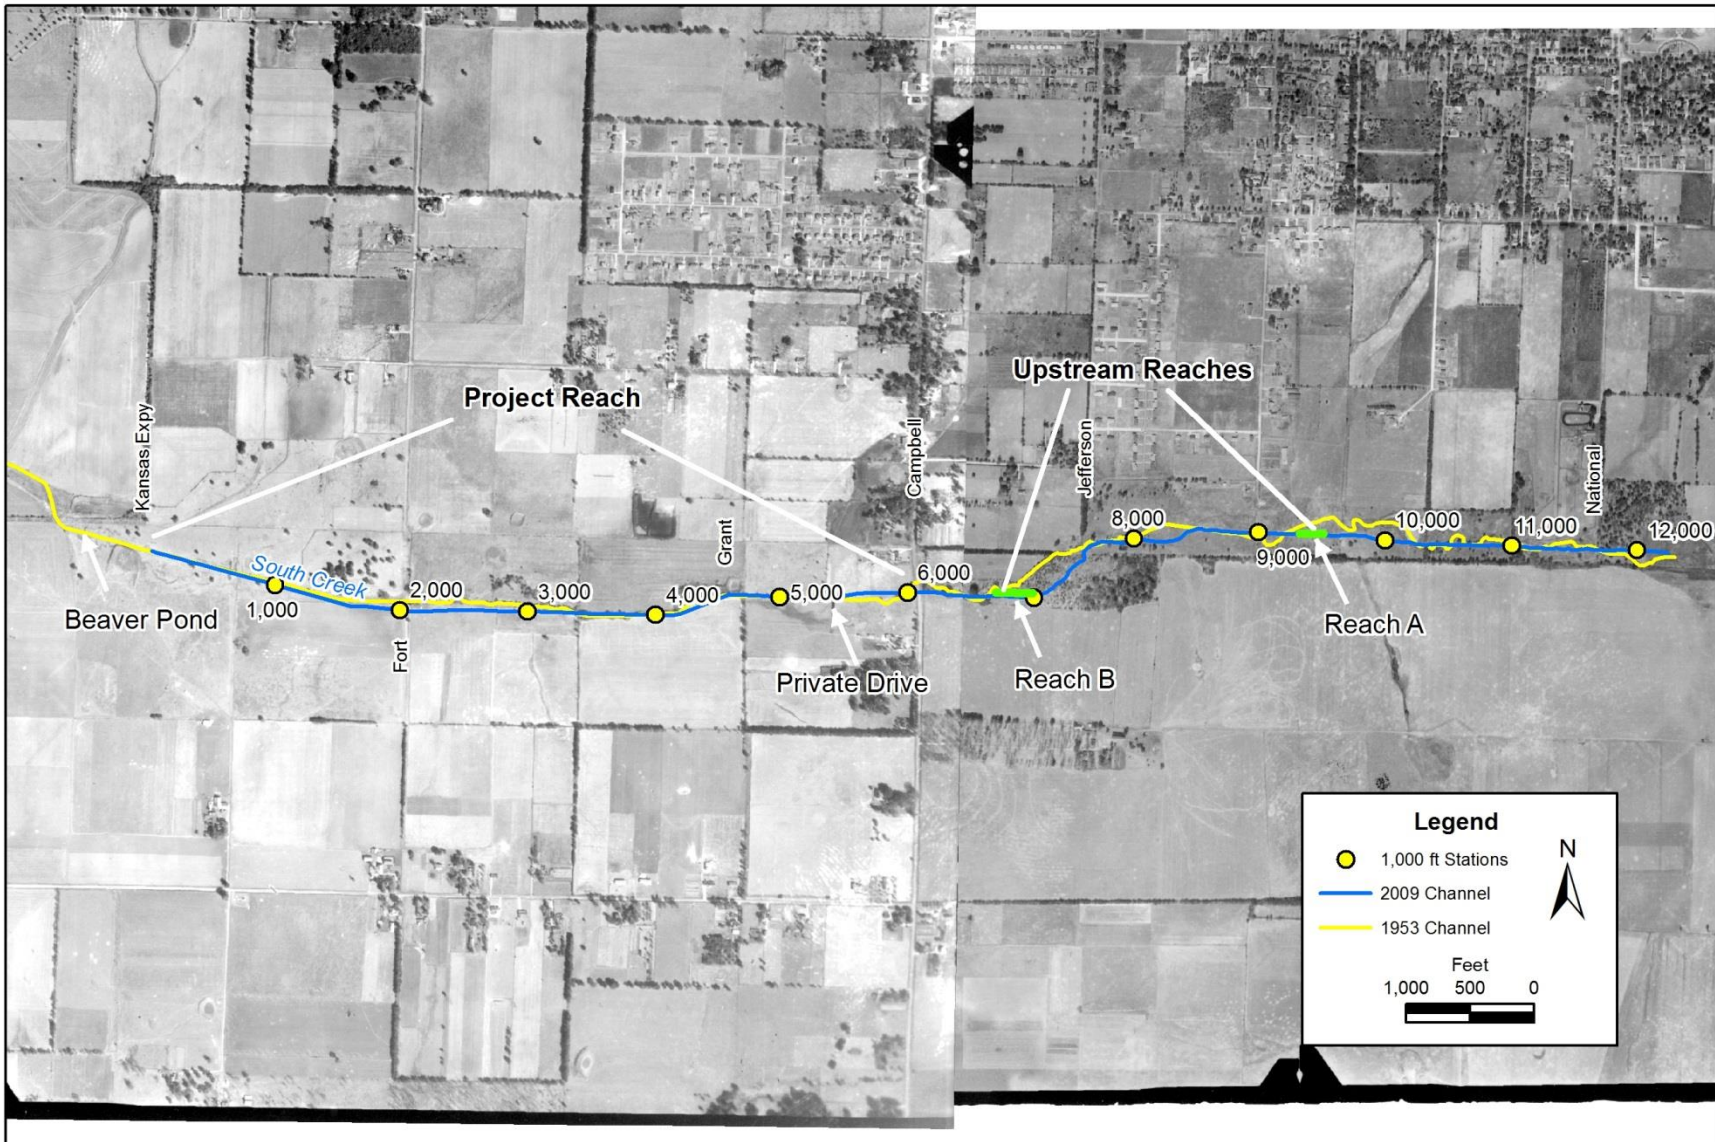 Project Reach
Upstream Reaches
Kansas Expy
Campbell
Jefferson
National
Grant
Fort
South Creek
Beaver Pond
1,000
2,000
3,000
4,000
5,000
6,000
8,000
9,000
10,000
11,000
12,000
Private Drive
Reach B
Reach A
Legend
1,000 ft Stations
2009 Channel
1953 Channel
N
Feet
1,000 500 0